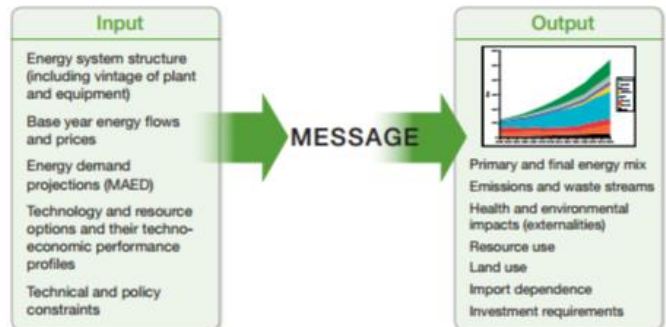 Input
Energy system structure
(including vintage of plant
and equipment)
Base year energy flows
and prices
Energy demand
projections (MAED)
Technology and resource
options and their techno-
economic performance
profiles
Technical and policy
constraints
MESSAGE
Output
Primary and final energy mix
Emissions and waste streams
Health and environmental
impacts (externalities)
Resource use
Land use
Import dependence
Investment requirements